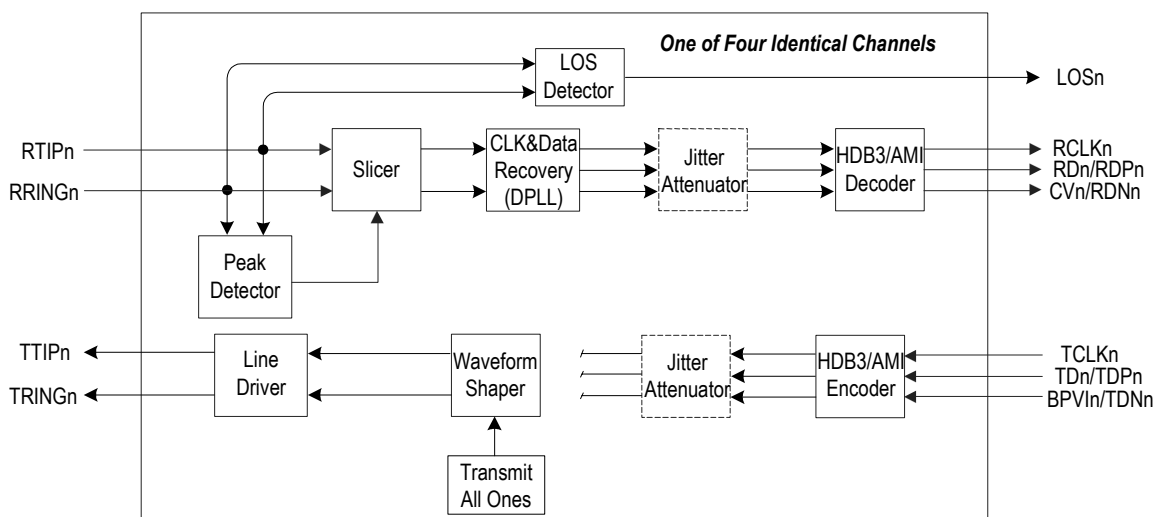 One of Four Identical Channels
LOS
Detector
LOSn
RTIPn
RRINGn
Slicer
CLK&Data
Recovery
(DPLL)
Jitter
Attenuator
HDB3/AMI
Decoder
RCLKn
RDn/RDPn
CVn/RDNn
Peak
Detector
TTIPn
TRINGn
Line
Driver
Waveform
Shaper
Jitter
Attenuator
HDB3/AMI
Encoder
TCLKn
TDn/TDPn
BPVIn/TDNn
Transmit
All Ones